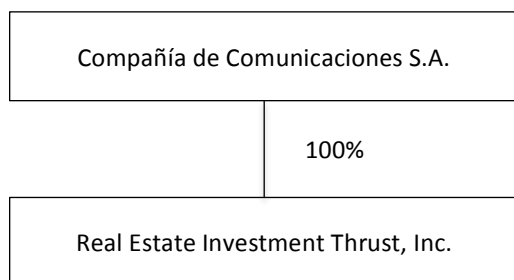 Compañía de Comunicaciones S.A.
100%
Real Estate Investment Thrust, Inc.